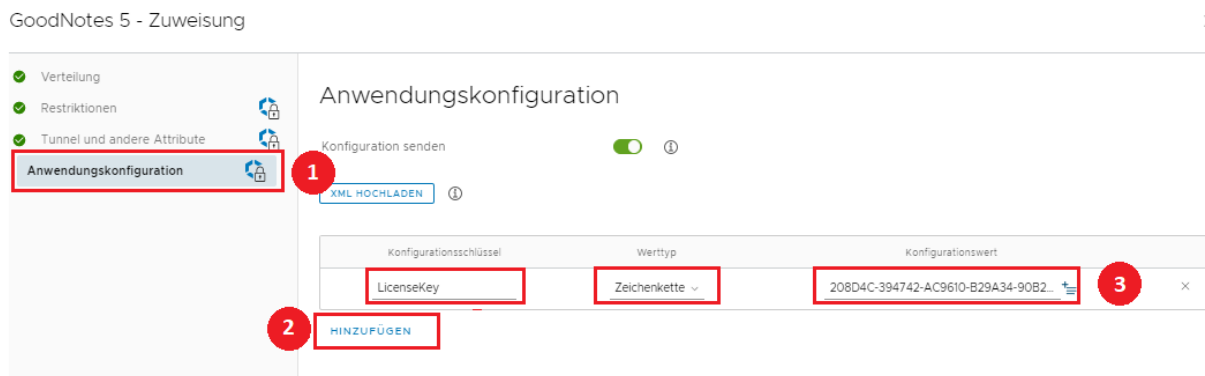 GoodNotes 5 - Zuweisung
Verteilung
Restriktionen
Tunnel und andere Attribute
Anwendungskonfiguration
1
Anwendungskonfiguration
Konfiguration senden
XML HOCHLADEN
Konfigurationsschlüssel Werttyp Konfigurationswert
LicenseKey Zeichenkette 208D4C-394742-AC9610-B29A34-90B2... 3
2 HINZUFÜGEN